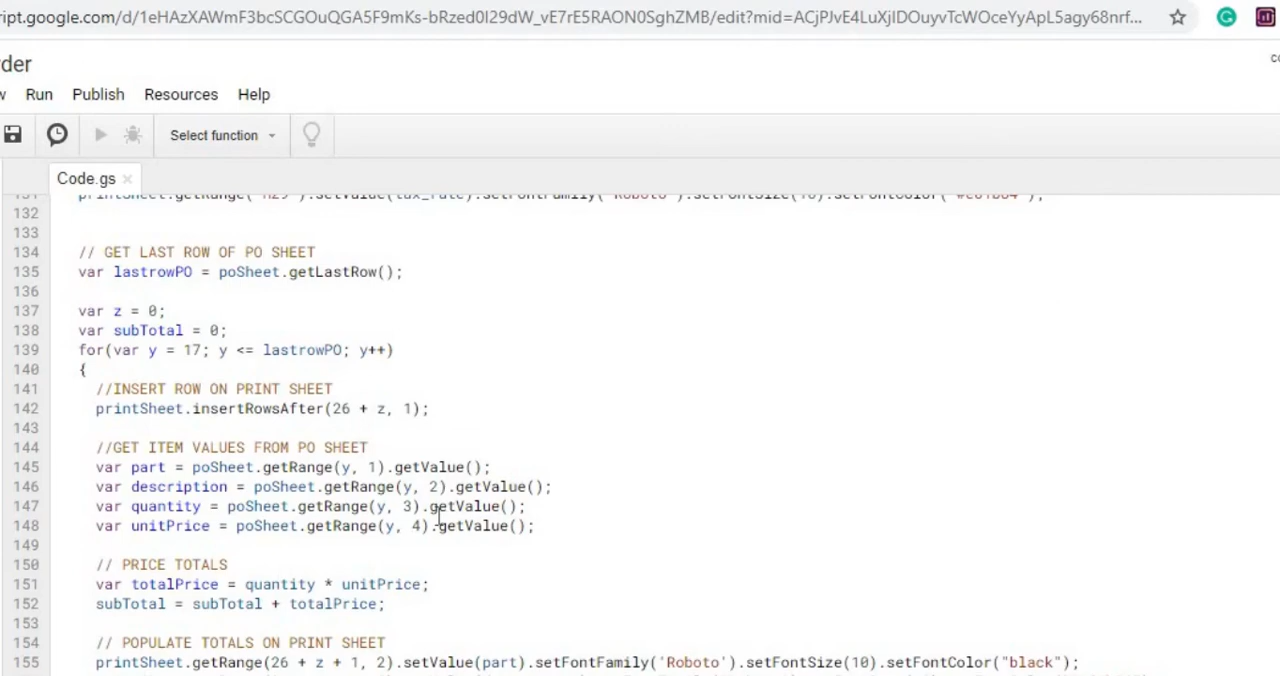 ript.google.com/d/1eHAzXAWmF3bcSCGOuQGA5F9mKs-bRzed0I29dW_vE7rE5RAON0SghZMB/edit?mid=ACjPJvE4LuXjIDOuyvTcWOceYyApL5agy68nrf...
rder
w Run Publish Resources Help
Select function
Code.gs ×
132
133
134 // GET LAST ROW OF PO SHEET
135 var lastrowPO = poSheet.getLastRow();
136
137 var z = 0;
138 var subTotal = 0;
139 for(var y = 17; y <= lastrowPO; y++)
140 {
141 //INSERT ROW ON PRINT SHEET
142 printSheet.insertRowsAfter(26 + z, 1);
143
144 //GET ITEM VALUES FROM PO SHEET
145 var part = poSheet.getRange(y, 1).getValue();
146 var description = poSheet.getRange(y, 2).getValue();
147 var quantity = poSheet.getRange(y, 3).getValue();
148 var unitPrice = poSheet.getRange(y, 4).getValue();
149
150 // PRICE TOTALS
151 var totalPrice = quantity * unitPrice;
152 subTotal = subTotal + totalPrice;
153
154 // POPULATE TOTALS ON PRINT SHEET
155 printSheet.getRange(26 + z + 1, 2).setValue(part).setFontFamily('Roboto').setFontSize(10).setFontColor("black");